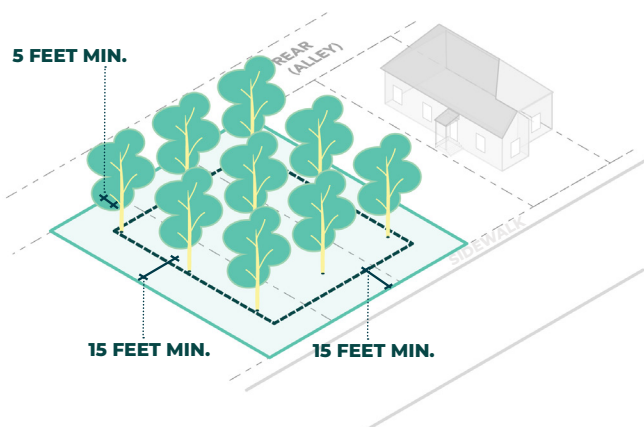 5 FEET MIN.
REAR
(ALLEY)
SIDEWALK
15 FEET MIN.
15 FEET MIN.